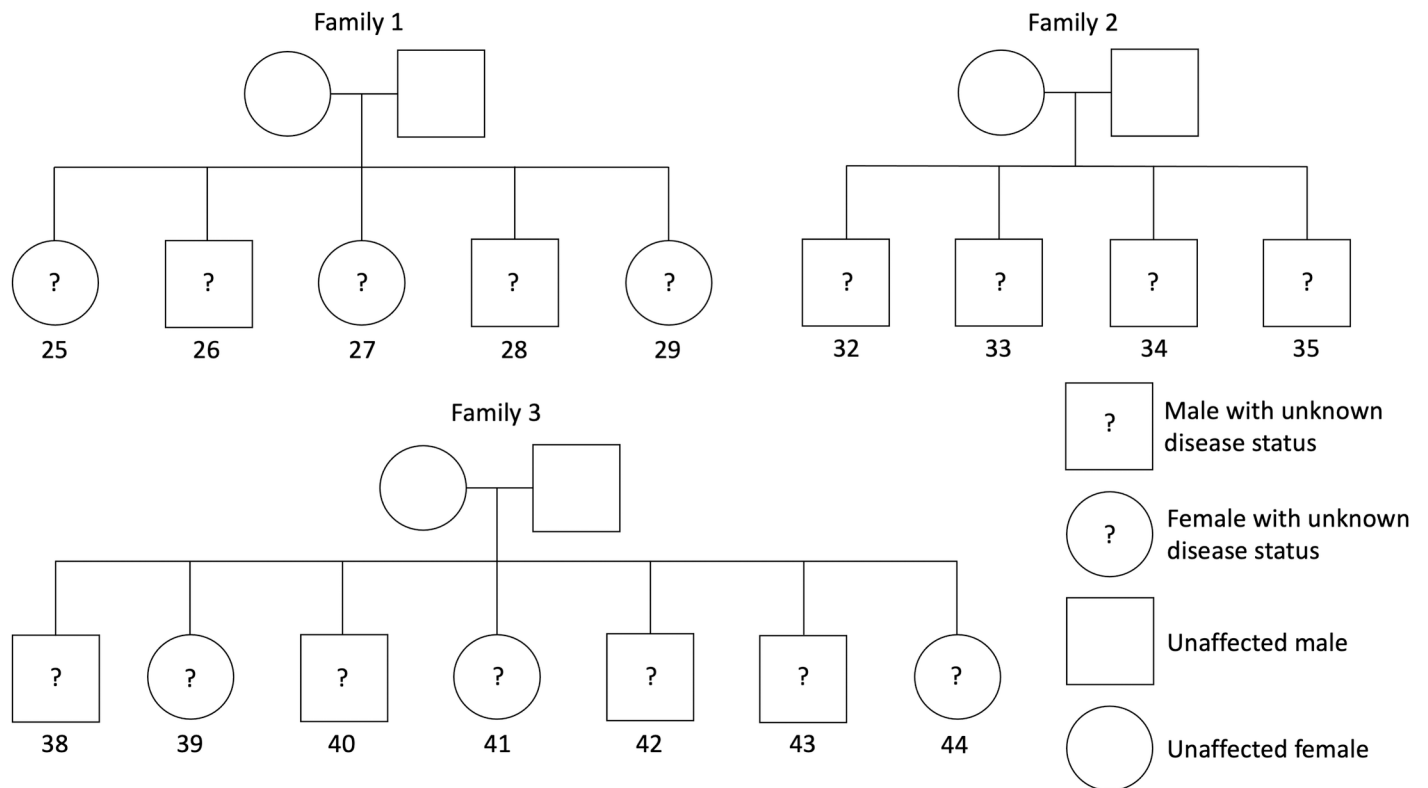 Family 1
Family 2
? ? ? ? ?
25 26 27 28 29
? ? ? ?
32 33 34 35
Family 3
? ? ? ? ? ? ?
38 39 40 41 42 43 44
?
Male with unknown
disease status
?
Female with unknown
disease status
Unaffected male
Unaffected female